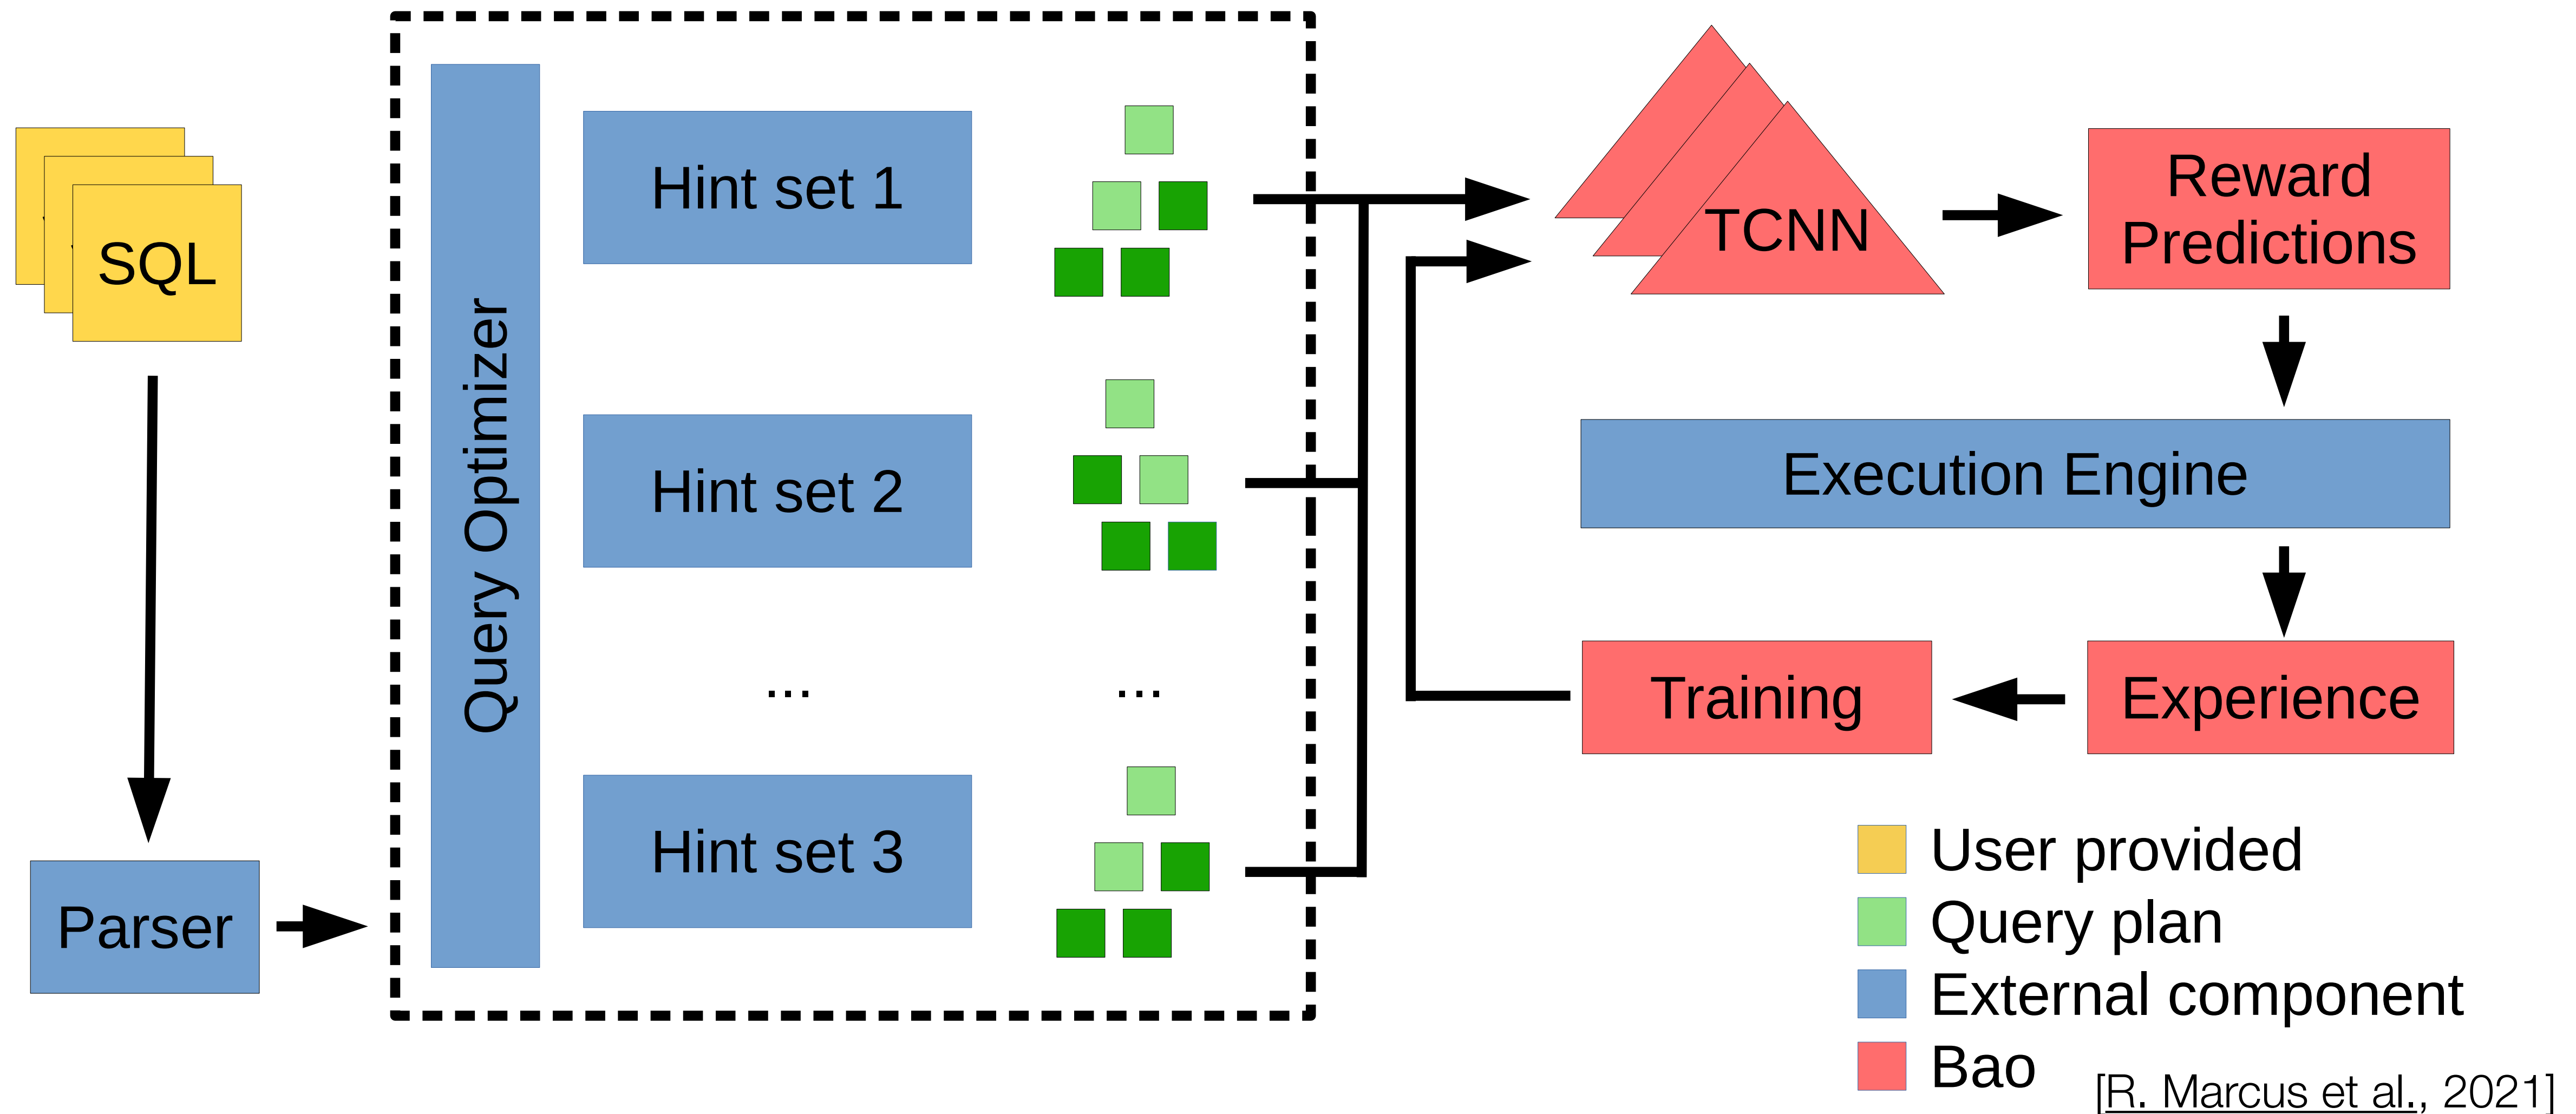 SQL
Parser
Query Optimizer
Hint set 1
Hint set 2
...
...
Hint set 3
TCNN
Reward
Predictions
Execution Engine
Training
Experience
User provided
Query plan
External component
Bao
[R. Marcus et al., 2021]